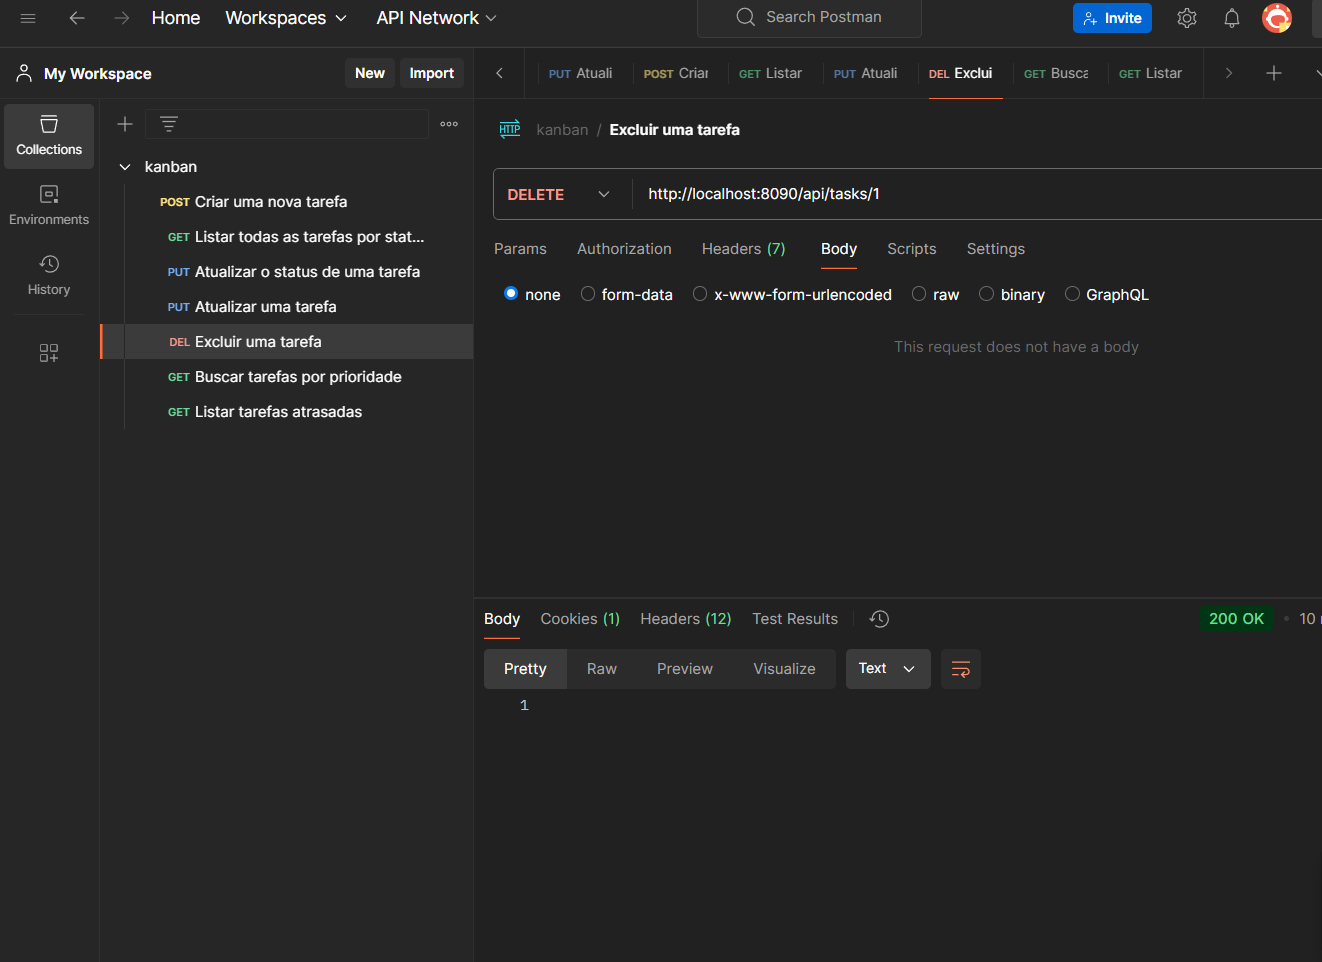 Home Workspaces API Network Search Postman Invite
My Workspace New Import
PUT Atuali POST Criar GET Listar PUT Atuali DEL Exclui GET Busca GET Listar
Collections
Environments
History
kanban
POST Criar uma nova tarefa
GET Listar todas as tarefas por stat...
PUT Atualizar o status de uma tarefa
PUT Atualizar uma tarefa
DEL Excluir uma tarefa
GET Buscar tarefas por prioridade
GET Listar tarefas atrasadas
HTTP kanban / Excluir uma tarefa
DELETE http://localhost:8090/api/tasks/1
Params Authorization Headers (7) Body Scripts Settings
none form-data x-www-form-urlencoded raw binary GraphQL
This request does not have a body
Body Cookies (1) Headers (12) Test Results 200 OK • 10
Pretty Raw Preview Visualize Text
1